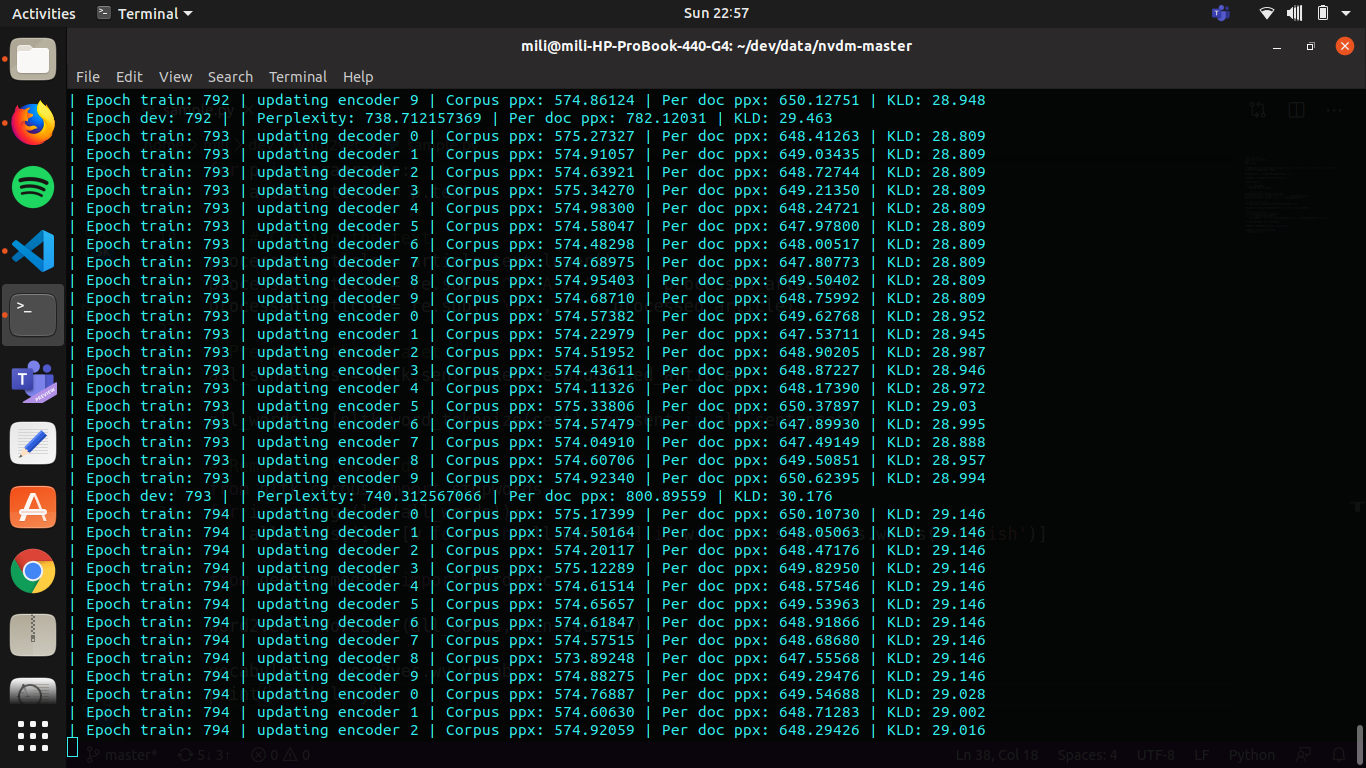 Activities Terminal Sun 22:57
mili@mili-HP-ProBook-440-G4: ~/dev/data/nvdm-master
File Edit View Search Terminal Help
| Epoch train: 792 | updating encoder 9 | Corpus ppx: 574.86124 | Per doc ppx: 650.12751 | KLD: 28.948
| Epoch dev: 792 | | Perplexity: 738.712157369 | Per doc ppx: 782.12031 | KLD: 29.463
| Epoch train: 793 | updating decoder 0 | Corpus ppx: 575.27327 | Per doc ppx: 648.41263 | KLD: 28.809
| Epoch train: 793 | updating decoder 1 | Corpus ppx: 574.91057 | Per doc ppx: 649.03435 | KLD: 28.809
| Epoch train: 793 | updating decoder 2 | Corpus ppx: 574.63921 | Per doc ppx: 648.72744 | KLD: 28.809
| Epoch train: 793 | updating decoder 3 | Corpus ppx: 575.34270 | Per doc ppx: 649.21350 | KLD: 28.809
| Epoch train: 793 | updating decoder 4 | Corpus ppx: 574.98300 | Per doc ppx: 648.24721 | KLD: 28.809
| Epoch train: 793 | updating decoder 5 | Corpus ppx: 574.58047 | Per doc ppx: 647.97800 | KLD: 28.809
| Epoch train: 793 | updating decoder 6 | Corpus ppx: 574.48298 | Per doc ppx: 648.00517 | KLD: 28.809
| Epoch train: 793 | updating decoder 7 | Corpus ppx: 574.68975 | Per doc ppx: 647.80773 | KLD: 28.809
| Epoch train: 793 | updating decoder 8 | Corpus ppx: 574.95403 | Per doc ppx: 649.50402 | KLD: 28.809
| Epoch train: 793 | updating decoder 9 | Corpus ppx: 574.68710 | Per doc ppx: 648.75992 | KLD: 28.809
| Epoch train: 793 | updating encoder 0 | Corpus ppx: 574.57382 | Per doc ppx: 649.62768 | KLD: 28.952
| Epoch train: 793 | updating encoder 1 | Corpus ppx: 574.22979 | Per doc ppx: 647.53711 | KLD: 28.945
| Epoch train: 793 | updating encoder 2 | Corpus ppx: 574.51952 | Per doc ppx: 648.90205 | KLD: 28.987
| Epoch train: 793 | updating encoder 3 | Corpus ppx: 574.43611 | Per doc ppx: 648.87227 | KLD: 28.946
| Epoch train: 793 | updating encoder 4 | Corpus ppx: 574.11326 | Per doc ppx: 648.17390 | KLD: 28.972
| Epoch train: 793 | updating encoder 5 | Corpus ppx: 575.33806 | Per doc ppx: 650.37897 | KLD: 29.03
| Epoch train: 793 | updating encoder 6 | Corpus ppx: 574.57479 | Per doc ppx: 647.89930 | KLD: 28.995
| Epoch train: 793 | updating encoder 7 | Corpus ppx: 574.04910 | Per doc ppx: 647.49149 | KLD: 28.888
| Epoch train: 793 | updating encoder 8 | Corpus ppx: 574.60706 | Per doc ppx: 649.50851 | KLD: 28.957
| Epoch train: 793 | updating encoder 9 | Corpus ppx: 574.92340 | Per doc ppx: 650.62395 | KLD: 28.994
| Epoch dev: 793 | | Perplexity: 740.312567066 | Per doc ppx: 800.89559 | KLD: 30.176
| Epoch train: 794 | updating decoder 0 | Corpus ppx: 575.17399 | Per doc ppx: 650.10730 | KLD: 29.146
| Epoch train: 794 | updating decoder 1 | Corpus ppx: 574.50164 | Per doc ppx: 648.05063 | KLD: 29.146
| Epoch train: 794 | updating decoder 2 | Corpus ppx: 574.20117 | Per doc ppx: 648.47176 | KLD: 29.146
| Epoch train: 794 | updating decoder 3 | Corpus ppx: 575.12289 | Per doc ppx: 649.82950 | KLD: 29.146
| Epoch train: 794 | updating decoder 4 | Corpus ppx: 574.61514 | Per doc ppx: 648.57546 | KLD: 29.146
| Epoch train: 794 | updating decoder 5 | Corpus ppx: 574.65657 | Per doc ppx: 649.53963 | KLD: 29.146
| Epoch train: 794 | updating decoder 6 | Corpus ppx: 574.61847 | Per doc ppx: 648.91866 | KLD: 29.146
| Epoch train: 794 | updating decoder 7 | Corpus ppx: 574.57515 | Per doc ppx: 648.68680 | KLD: 29.146
| Epoch train: 794 | updating decoder 8 | Corpus ppx: 573.89248 | Per doc ppx: 647.55568 | KLD: 29.146
| Epoch train: 794 | updating decoder 9 | Corpus ppx: 574.88275 | Per doc ppx: 649.29476 | KLD: 29.146
| Epoch train: 794 | updating encoder 0 | Corpus ppx: 574.76887 | Per doc ppx: 649.54688 | KLD: 29.028
| Epoch train: 794 | updating encoder 1 | Corpus ppx: 574.60630 | Per doc ppx: 648.71283 | KLD: 29.002
| Epoch train: 794 | updating encoder 2 | Corpus ppx: 574.92059 | Per doc ppx: 648.29426 | KLD: 29.016
master* 5↓ 3↑ 0 0 Ln 38, Col 18 Spaces: 4 UTF-8 LF Python